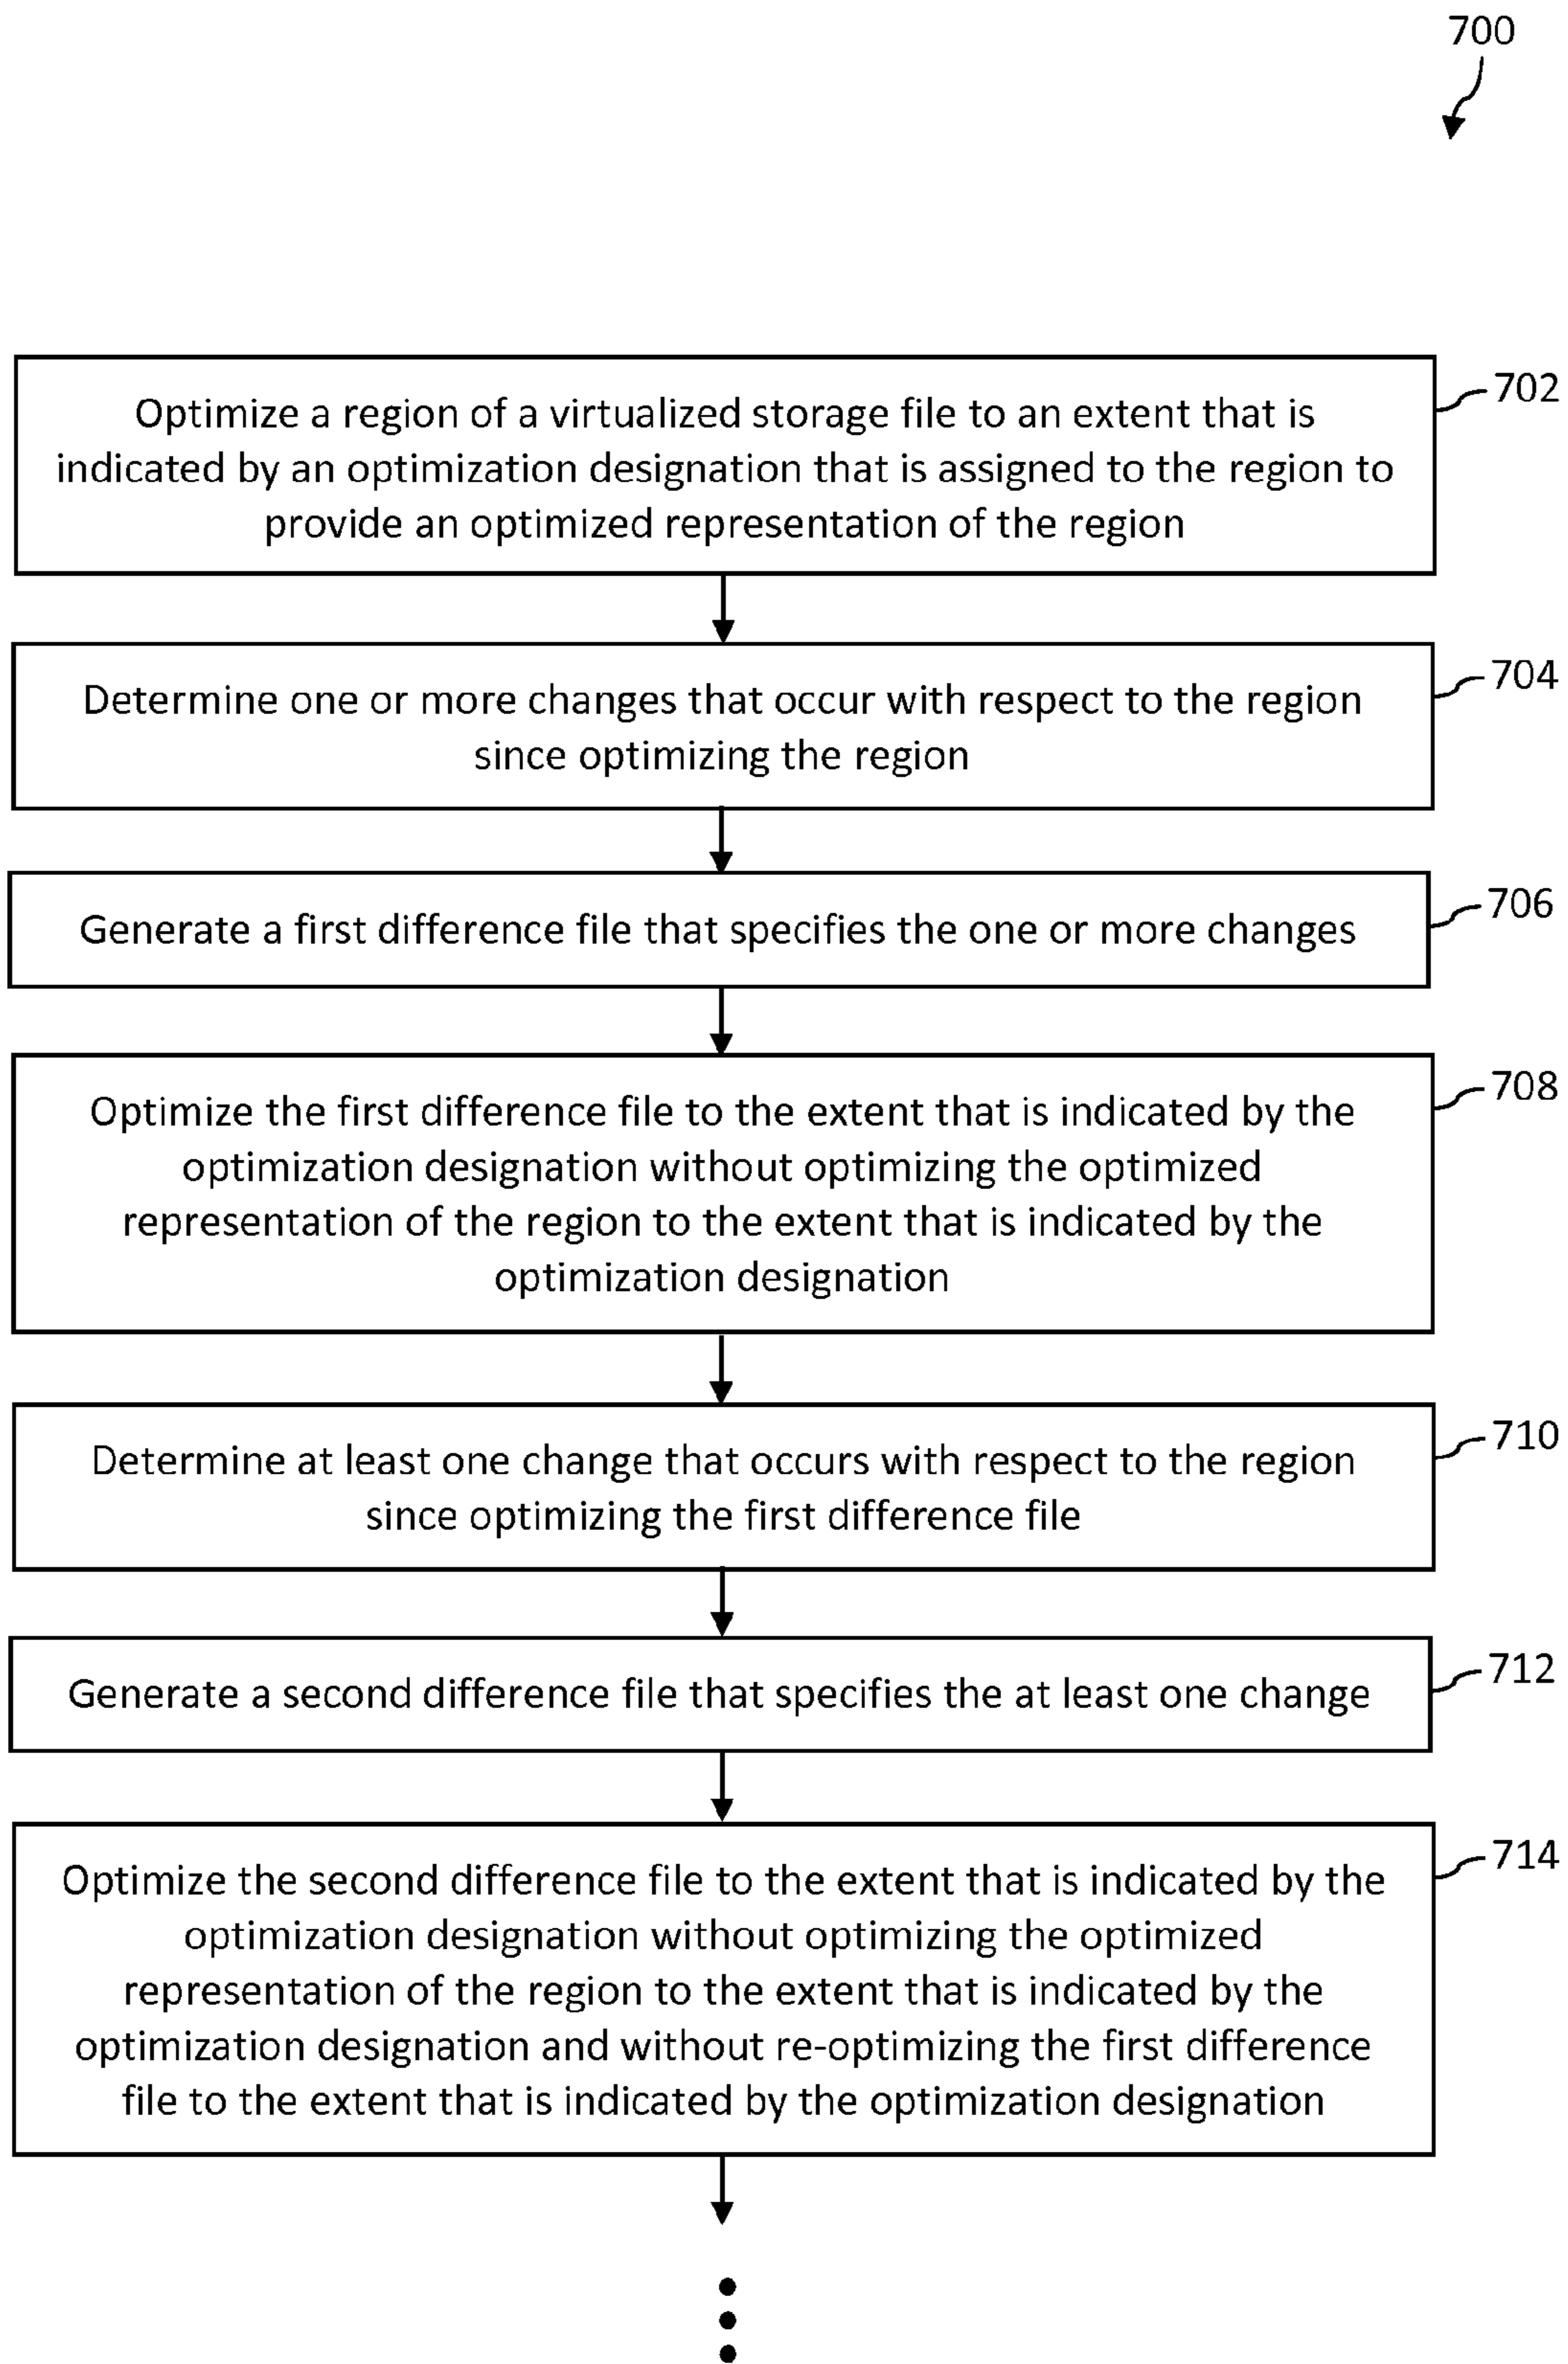 700
Optimize a region of a virtualized storage file to an extent that is
indicated by an optimization designation that is assigned to the region to
provide an optimized representation of the region
702
Determine one or more changes that occur with respect to the region
since optimizing the region
704
Generate a first difference file that specifies the one or more changes
706
Optimize the first difference file to the extent that is indicated by the
optimization designation without optimizing the optimized
representation of the region to the extent that is indicated by the
optimization designation
708
Determine at least one change that occurs with respect to the region
since optimizing the first difference file
710
Generate a second difference file that specifies the at least one change
712
Optimize the second difference file to the extent that is indicated by the
optimization designation without optimizing the optimized
representation of the region to the extent that is indicated by the
optimization designation and without re-optimizing the first difference
file to the extent that is indicated by the optimization designation
714